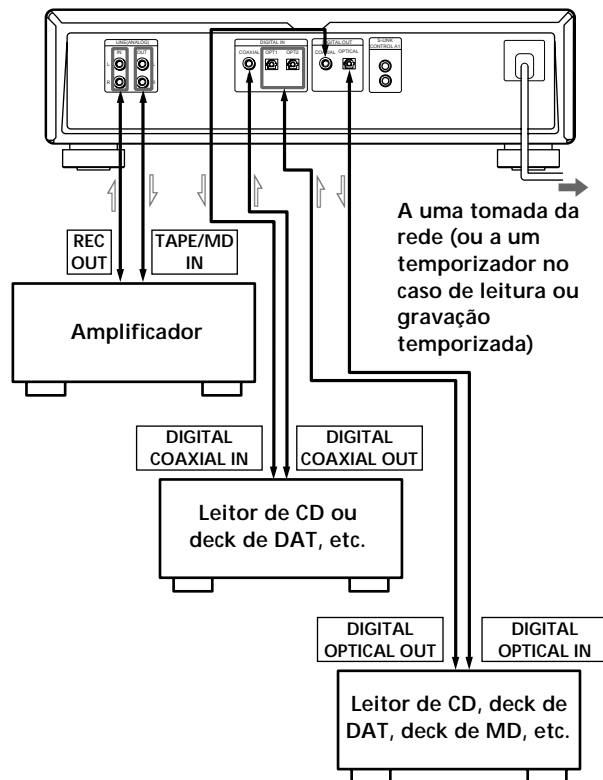 LINE(ANALOG)
IN OUT
L L
R R
DIGITAL IN
COAXIAL OPT1 OPT2
DIGITAL OUT
COAXIAL OPTICAL
S-LINK
CONTROL A1
A uma tomada da
rede (ou a um
temporizador no
caso de leitura ou
gravação
temporizada)
REC
OUT
TAPE/MD
IN
Amplificador
DIGITAL
COAXIAL IN
DIGITAL
COAXIAL OUT
Leitor de CD ou
deck de DAT, etc.
DIGITAL
OPTICAL OUT
DIGITAL
OPTICAL IN
Leitor de CD, deck de
DAT, deck de MD, etc.